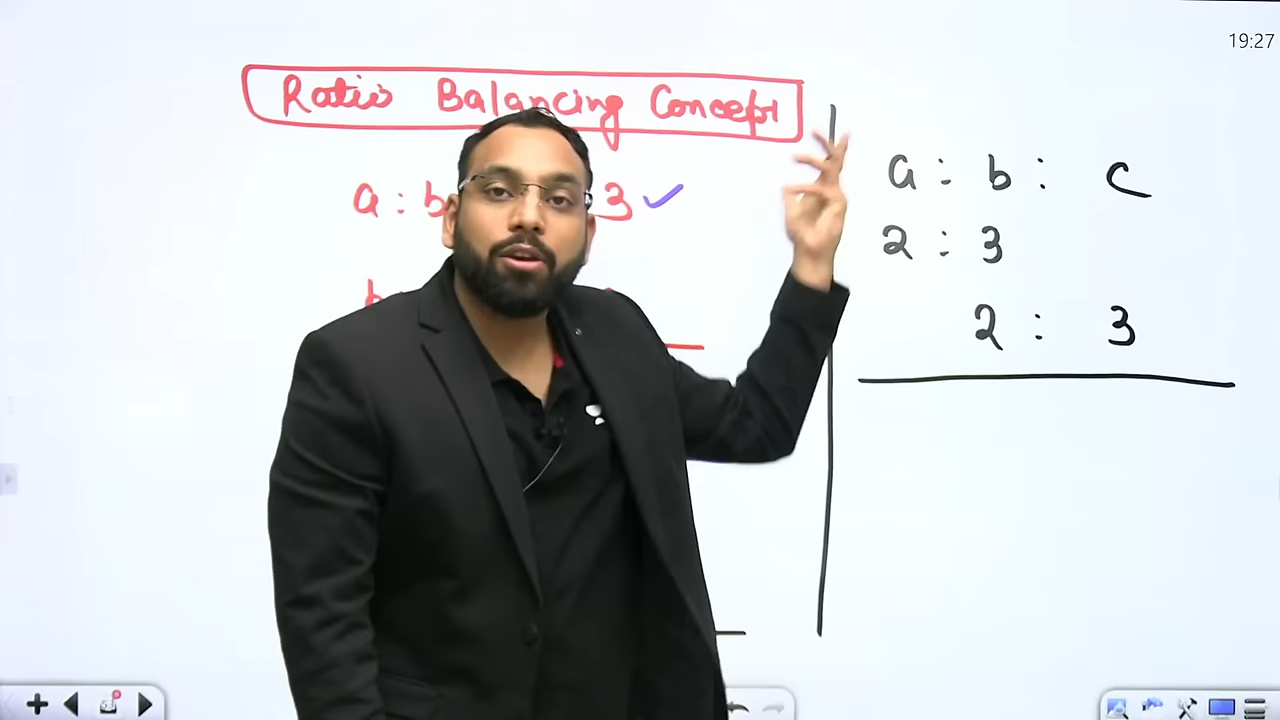 19:27
Ratio Balancing Concept
a : b 3 ✓
b
a : b : c
2 : 3
2 : 3